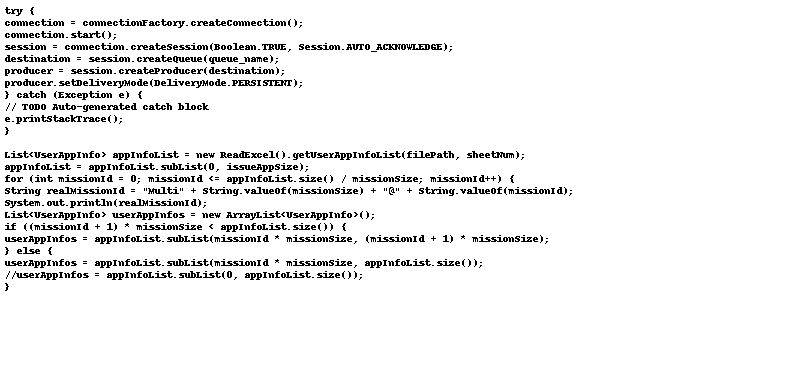 try {
connection = connectionFactory.createConnection();
connection.start();
session = connection.createSession(Boolean.TRUE, Session.AUTO_ACKNOWLEDGE);
destination = session.createQueue(queue_name);
producer = session.createProducer(destination);
producer.setDeliveryMode(DeliveryMode.PERSISTENT);
} catch (Exception e) {
// TODO Auto-generated catch block
e.printStackTrace();
}
List<UserAppInfo> appInfoList = new ReadExcel().getUserAppInfoList(filePath, sheetNum);
appInfoList = appInfoList.subList(0, issueAppSize);
for (int missionId = 0; missionId <= appInfoList.size() / missionSize; missionId++) {
String realMissionId = "Multi" + String.valueOf(missionSize) + "@" + String.valueOf(missionId);
System.out.println(realMissionId);
List<UserAppInfo> userAppInfos = new ArrayList<UserAppInfo>();
if ((missionId + 1) * missionSize < appInfoList.size()) {
userAppInfos = appInfoList.subList(missionId * missionSize, (missionId + 1) * missionSize);
} else {
userAppInfos = appInfoList.subList(missionId * missionSize, appInfoList.size());
//userAppInfos = appInfoList.subList(0, appInfoList.size());
}